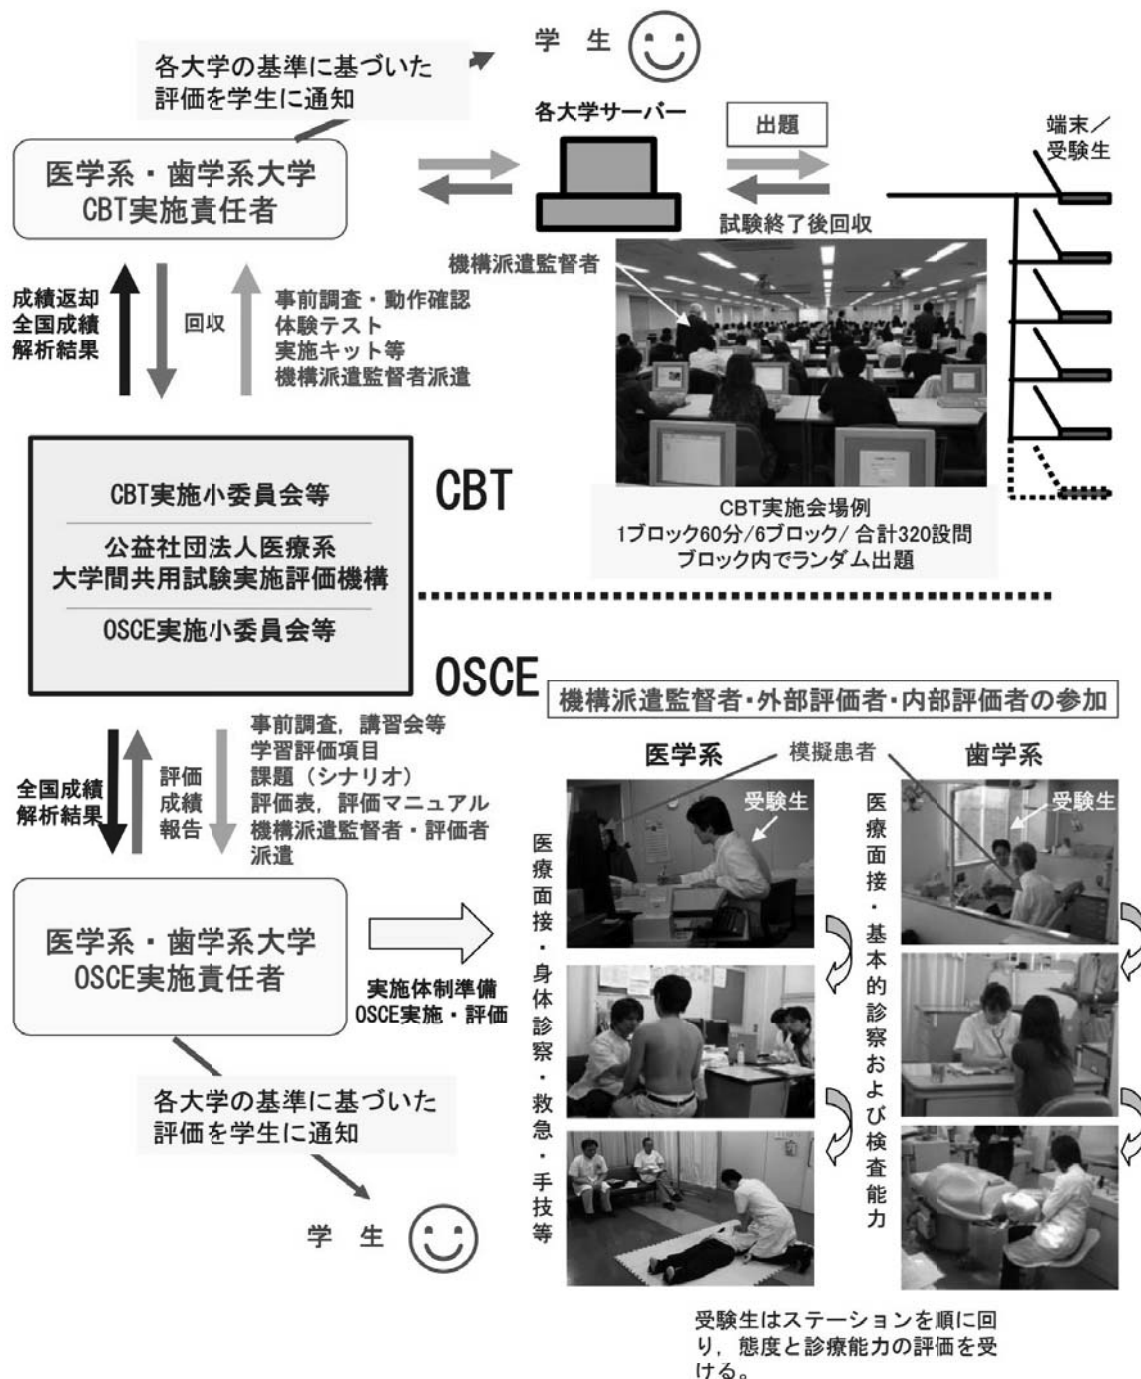 学 生
各大学の基準に基づいた
評価を学生に通知
医学系・歯学系大学
CBT実施責任者
各大学サーバー
出題
端末／
受験生
試験終了後回収
機構派遣監督者
成績返却
全国成績
解析結果
回収
事前調査・動作確認
体験テスト
実施キット等
機構派遣監督者派遣
CBT
CBT実施会場例
1ブロック60分/6ブロック/ 合計320設問
ブロック内でランダム出題
CBT実施小委員会等
公益社団法人医療系
大学間共用試験実施評価機構
OSCE実施小委員会等
OSCE
機構派遣監督者・外部評価者・内部評価者の参加
全国成績
解析結果
評価
成績
報告
事前調査，講習会等
学習評価項目
課題（シナリオ）
評価表，評価マニュアル
機構派遣監督者・評価者
派遣
医学系・歯学系大学
OSCE実施責任者
実施体制準備
OSCE実施・評価
各大学の基準に基づいた
評価を学生に通知
学 生
医学系
模擬患者
歯学系
受験生
受験生
医療面接・身体診察・救急・手技等
医療面接・基本的診察および検査能力
受験生はステーションを順に回
り，態度と診療能力の評価を受
ける。